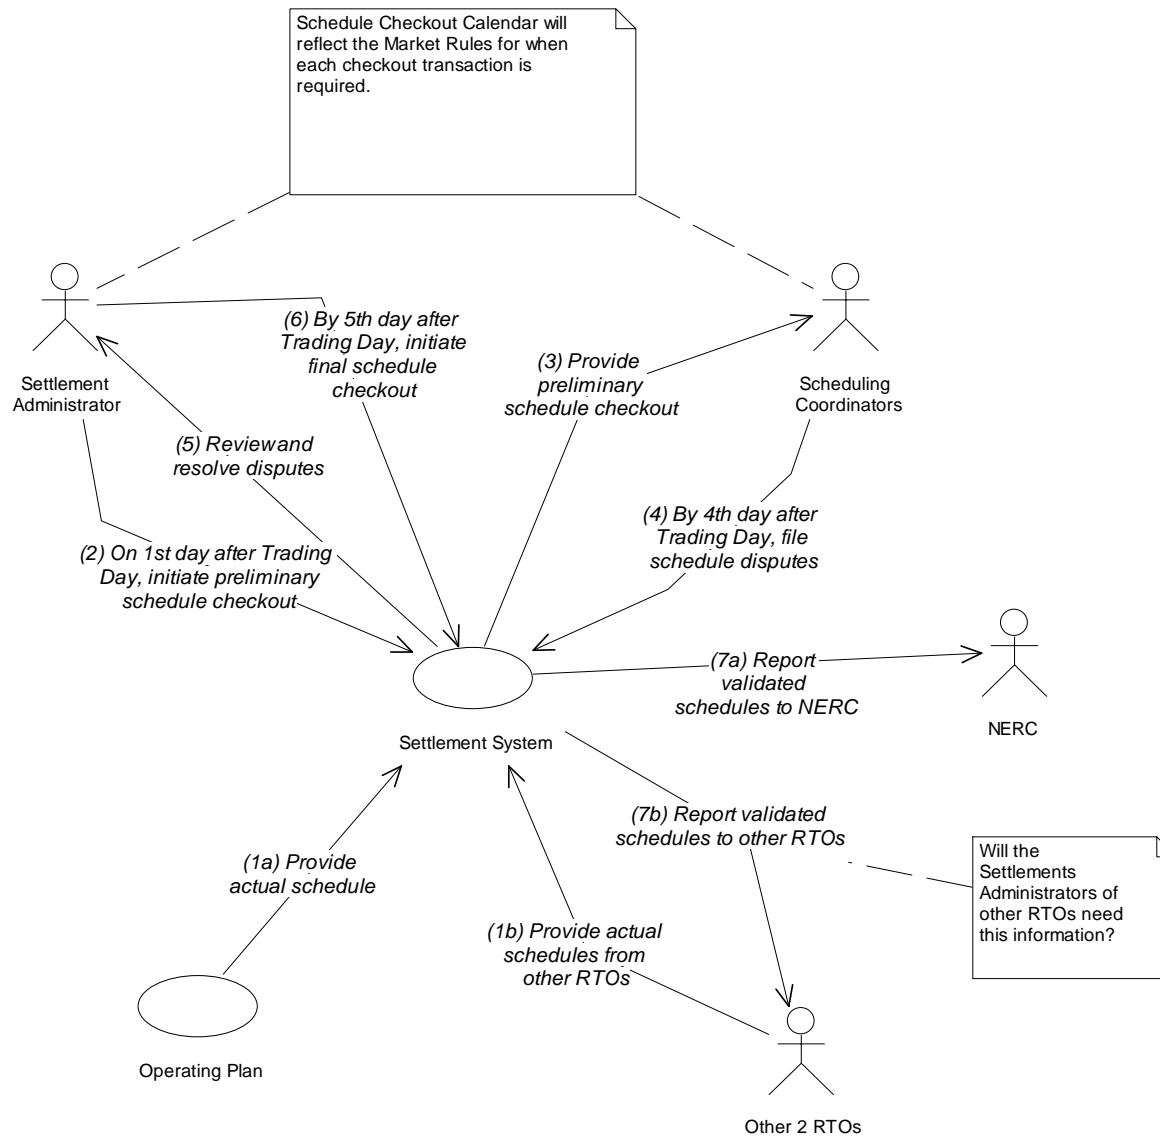 Schedule Checkout Calendar will
reflect the Market Rules for when
each checkout transaction is
required.
(6) By 5th day after
Trading Day, initiate
final schedule
checkout
(3) Provide
preliminary
schedule checkout
Settlement
Administrator
Scheduling
Coordinators
(5) Reviewand
resolve disputes
(4) By 4th day after
Trading Day, file
schedule disputes
(2) On 1st day after Trading
Day, initiate preliminary
schedule checkout
(7a) Report
validated
schedules to NERC
NERC
Settlement System
(7b) Report validated
schedules to other RTOs
Will the
Settlements
Administrators of
other RTOs need
this information?
(1a) Provide
actual schedule
(1b) Provide actual
schedules from
other RTOs
Operating Plan
Other 2 RTOs